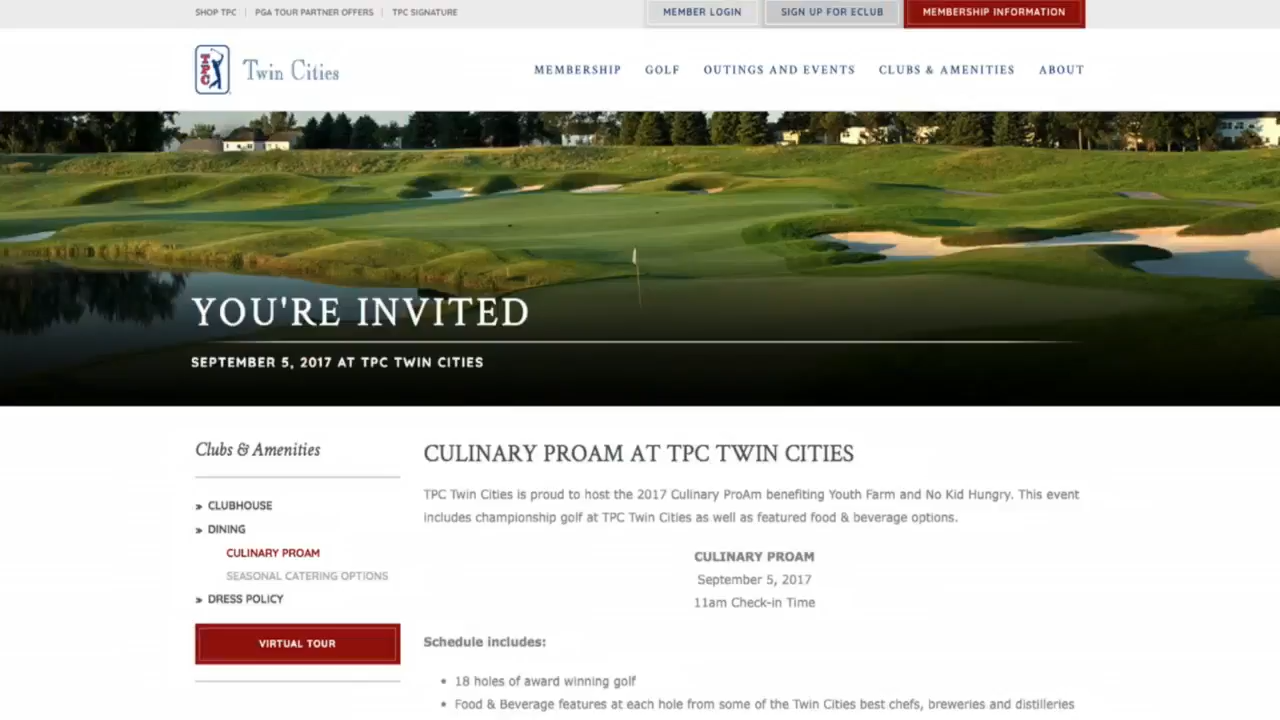 SHOP TPC | PGA TOUR PARTNER OFFERS | TPC SIGNATURE
MEMBER LOGIN
SIGN UP FOR ECLUB
MEMBERSHIP INFORMATION
TPC
Twin Cities
MEMBERSHIP GOLF OUTINGS AND EVENTS CLUBS & AMENITIES ABOUT
YOU'RE INVITED
SEPTEMBER 5, 2017 AT TPC TWIN CITIES
Clubs & Amenities
» CLUBHOUSE
» DINING
CULINARY PROAM
SEASONAL CATERING OPTIONS
» DRESS POLICY
VIRTUAL TOUR
CULINARY PROAM AT TPC TWIN CITIES
TPC Twin Cities is proud to host the 2017 Culinary ProAm benefiting Youth Farm and No Kid Hungry. This event
includes championship golf at TPC Twin Cities as well as featured food & beverage options.
CULINARY PROAM
September 5, 2017
11am Check-in Time
Schedule includes:
• 18 holes of award winning golf
• Food & Beverage features at each hole from some of the Twin Cities best chefs, breweries and distilleries